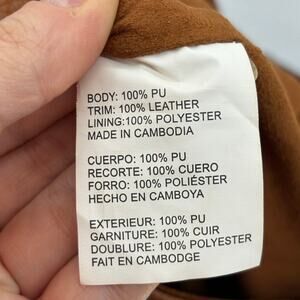 BODY: 100% PU
TRIM: 100% LEATHER
LINING:100% POLYESTER
MADE IN CAMBODIA
CUERPO: 100% PU
RECORTE: 100% CUERO
FORRO: 100% POLIÉSTER
HECHO EN CAMBOYA
EXTERIEUR: 100% PU
GARNITURE: 100% CUIR
DOUBLURE: 100% POLYESTER
FAIT EN CAMBODGE